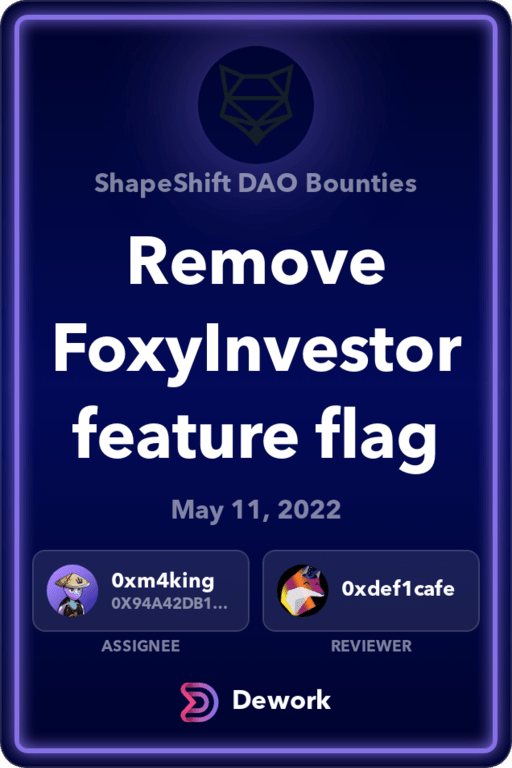 ShapeShift DAO Bounties
Remove
FoxyInvestor
feature flag
May 11, 2022
0xm4king
0X94A42DB1...
ASSIGNEE
0xdef1cafe
REVIEWER
Dework